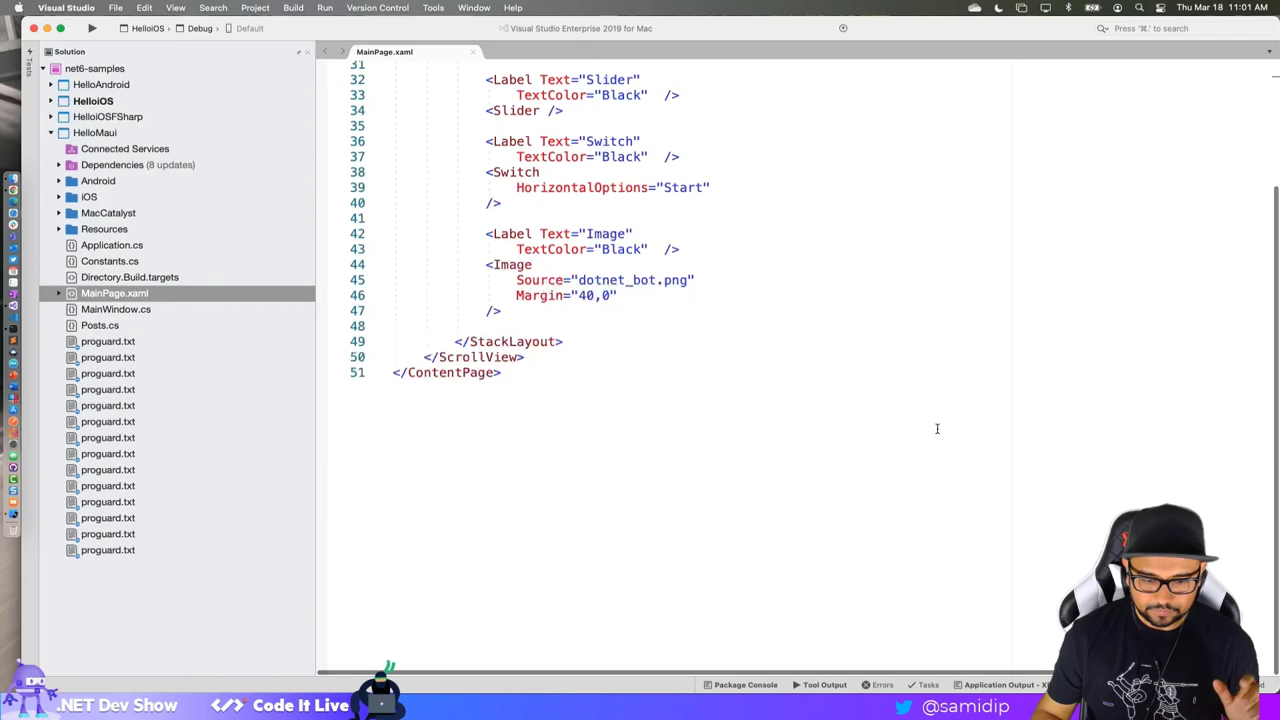 Visual Studio File Edit View Search Project Build Run Version Control Tools Window Help Thu Mar 18 11:01 AM
HelloiOS › Debug › Default Visual Studio Enterprise 2019 for Mac Press '⌘.' to search
Solution
MainPage.xaml
Tests
net6-samples
HelloAndroid
HelloiOS
HelloiOSFSharp
HelloMaui
Connected Services
Dependencies (8 updates)
Android
iOS
MacCatalyst
Resources
Application.cs
Constants.cs
Directory.Build.targets
MainPage.xaml
MainWindow.cs
Posts.cs
proguard.txt
proguard.txt
proguard.txt
proguard.txt
proguard.txt
proguard.txt
proguard.txt
proguard.txt
proguard.txt
proguard.txt
proguard.txt
proguard.txt
proguard.txt
proguard.txt
31
32 <Label Text="Slider"
33 TextColor="Black" />
34 <Slider />
35
36 <Label Text="Switch"
37 TextColor="Black" />
38 <Switch
39 HorizontalOptions="Start"
40 />
41
42 <Label Text="Image"
43 TextColor="Black" />
44 <Image
45 Source="dotnet_bot.png"
46 Margin="40,0"
47 />
48
49 </StackLayout>
50 </ScrollView>
51 </ContentPage>
Package Console Tool Output Errors Tasks Application Output
.NET Dev Show Code It Live @samidip